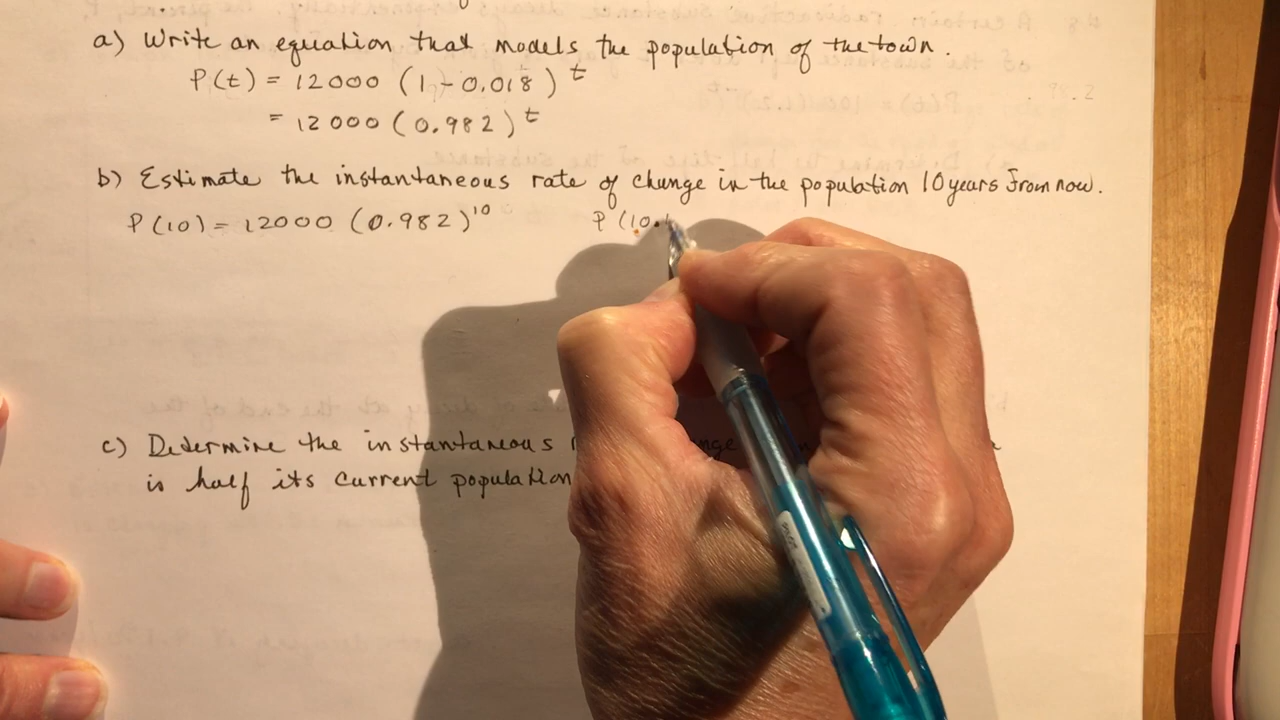 a) Write an equation that models the population of the town.
P(t) = 12000 (1 - 0.018)^t
= 12000 (0.982)^t
b) Estimate the instantaneous rate of change in the population 10 years from now.
P(10) = 12000 (0.982)^10 P(10.
c) Determine the instantaneous
is half its current population